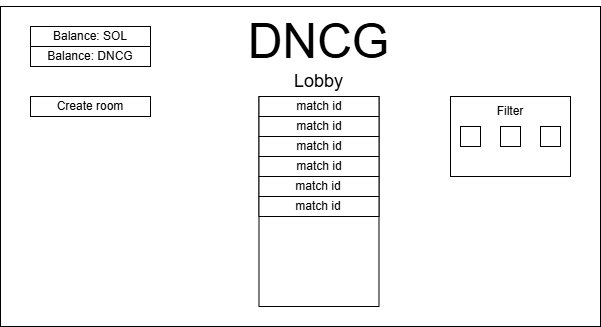 Balance: SOL
Balance: DNCG
DNCG
Lobby
Create room
match id
match id
match id
match id
match id
match id
Filter